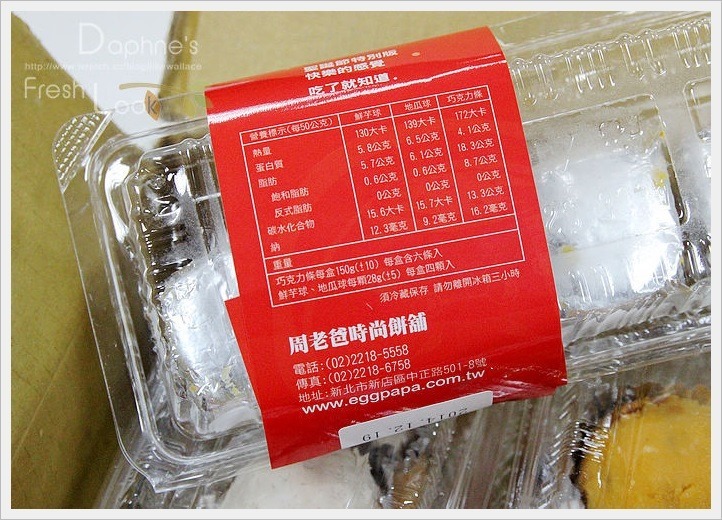 Daphne's
Fresh Look
聖誕節特別版
快樂的感覺
吃了就知道.
營養標示(每50公克) 鮮芋球 地瓜球 巧克力條
熱量 130大卡 139大卡 172大卡
蛋白質 5.8公克 6.5公克 4.1公克
脂肪 5.7公克 6.1公克 18.3公克
飽和脂肪 0.6公克 0.6公克 8.7公克
反式脂肪 0公克 0公克 0公克
碳水化合物 15.6大卡 15.7大卡 13.3公克
納 12.3毫克 9.2毫克 16.2毫克
重量
巧克力條每盒150g(±10) 每盒含六條入
鮮芋球、地瓜球每顆28g(±5) 每盒四顆入
須冷藏保存 請勿離開冰箱三小時
周老爸時尚餅舖
電話:(02)2218-5558
傳真:(02)2218-6758
地址:新北市新店區中正路501-8號
www.eggpapa.com.tw
2014.12.19